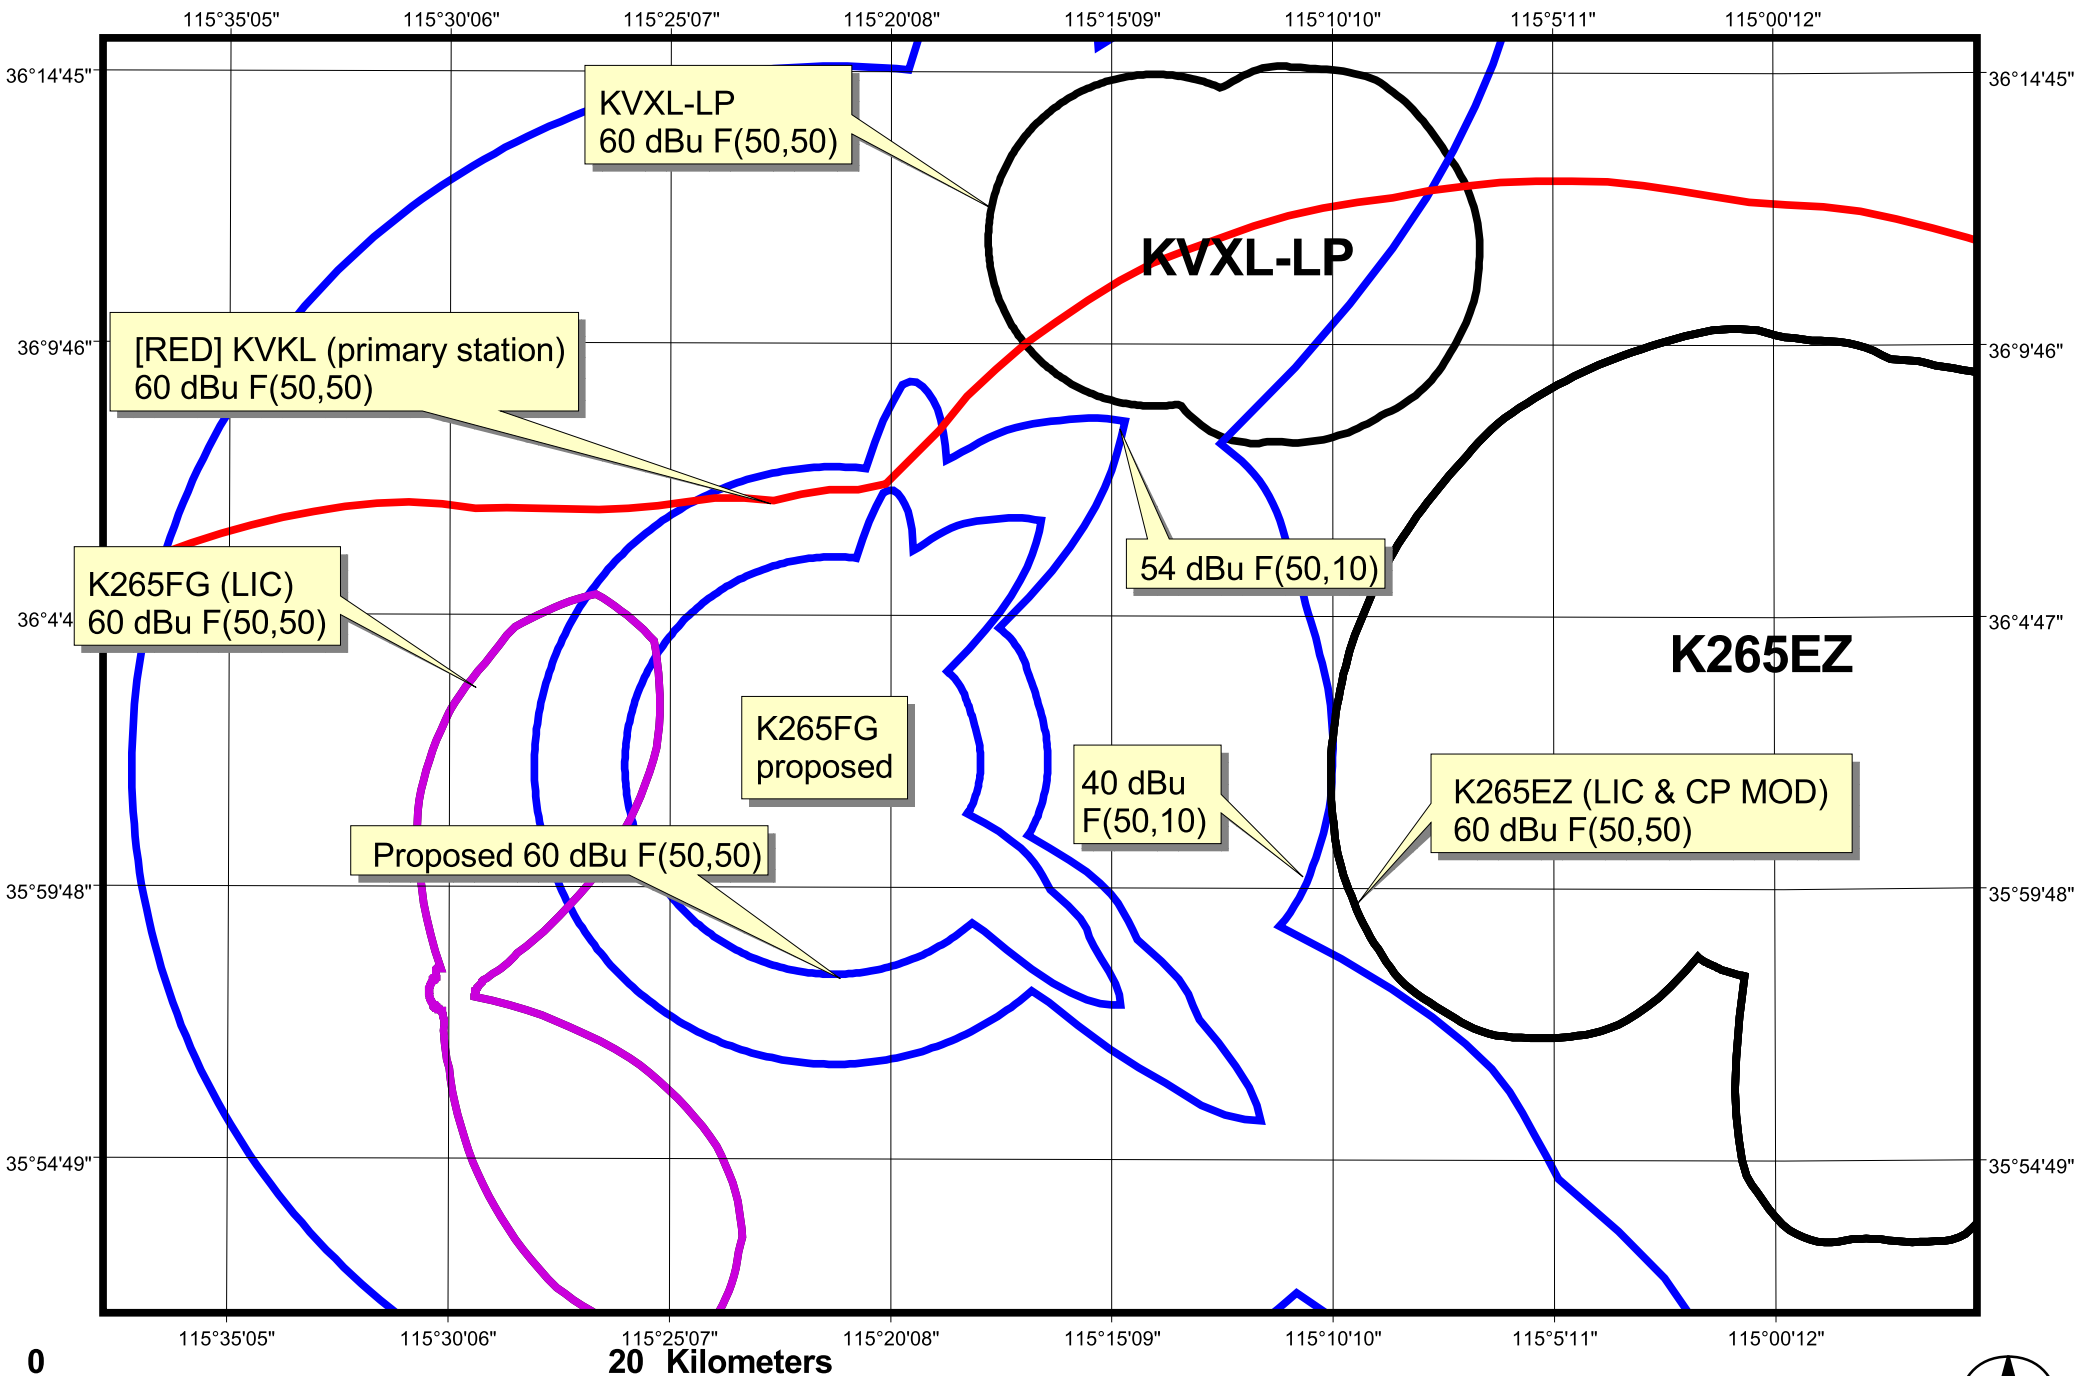 115°35'05"
115°30'06"
115°25'07"
115°20'08"
115°15'09"
115°10'10"
115°5'11"
115°00'12"
36°14'45"
36°14'45"
KVXL-LP
60 dBu F(50,50)
KVXL-LP
[RED] KVKL (primary station)
60 dBu F(50,50)
36°9'46"
36°9'46"
54 dBu F(50,10)
K265FG (LIC)
60 dBu F(50,50)
36°4'4
36°4'47"
K265EZ
K265FG
proposed
40 dBu
F(50,10)
K265EZ (LIC & CP MOD)
60 dBu F(50,50)
Proposed 60 dBu F(50,50)
35°59'48"
35°59'48"
35°54'49"
35°54'49"
115°35'05"
115°30'06"
115°25'07"
115°20'08"
115°15'09"
115°10'10"
115°5'11"
115°00'12"
0 20 Kilometers